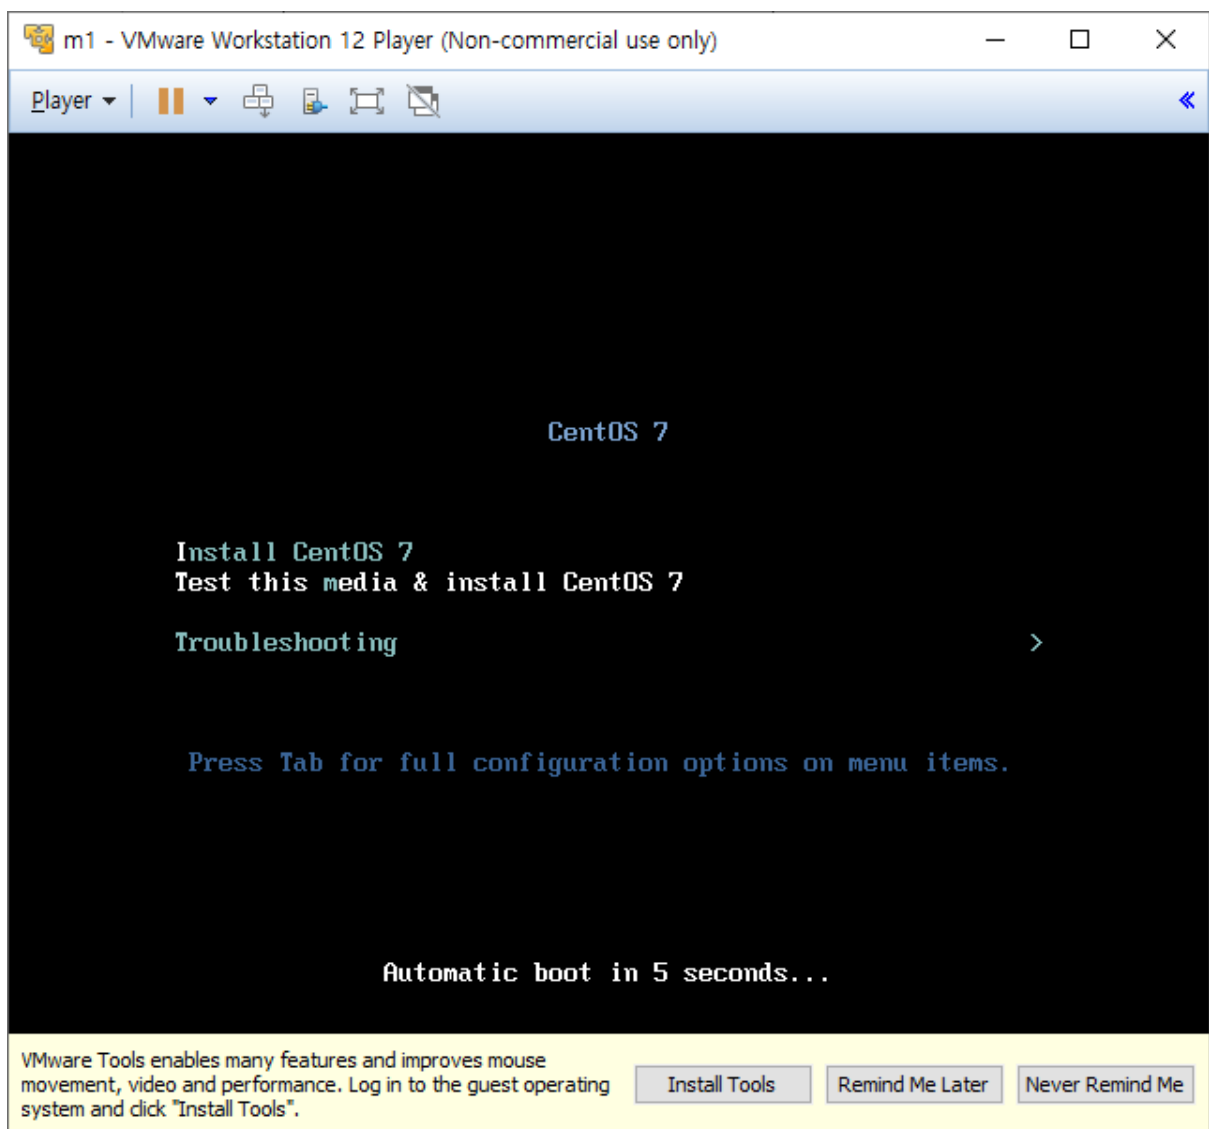 m1 - VMware Workstation 12 Player (Non-commercial use only)
Player
CentOS 7
Install CentOS 7
Test this media & install CentOS 7
Troubleshooting >
Press Tab for full configuration options on menu items.
Automatic boot in 5 seconds...
VMware Tools enables many features and improves mouse
movement, video and performance. Log in to the guest operating
system and click "Install Tools".
Install Tools
Remind Me Later
Never Remind Me